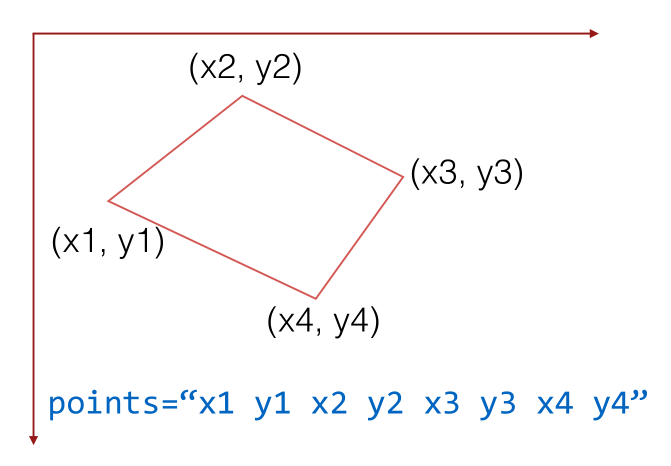 (x2, y2)
(x3, y3)
(x1, y1)
(x4, y4)
points=“x1 y1 x2 y2 x3 y3 x4 y4”